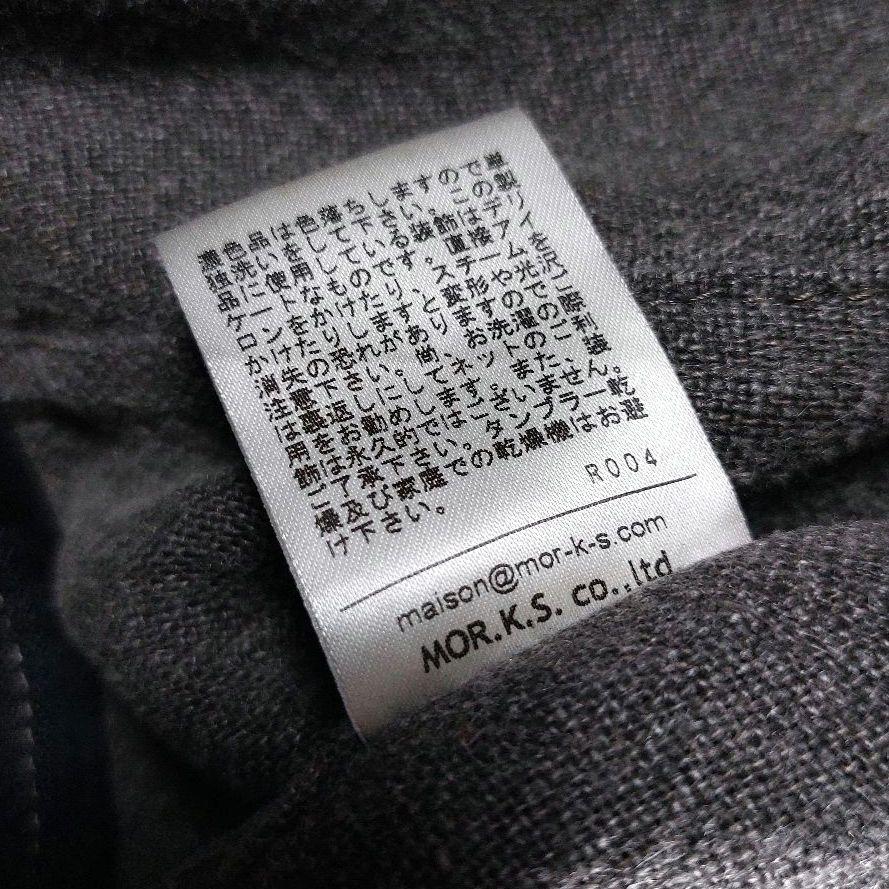 濃色品は色落ちしますので単
独洗いをして下さい。この製
品に使用している装飾はデリ
ケートなものです。直接アイ
ロンをかけたり、スチームを
かけたりしますと変形や光沢
消失の恐れがありますのでご
注意下さい。尚、お洗濯の際
は裏返しにしてネットのご利
用をお勧めします。また、装
飾は永久的ではございません。
ご了承下さい。タンブラー乾
燥及び家庭での乾燥機はお避
け下さい。
R004
maison@mor-k-s.com
MOR.K.S. co.,ltd